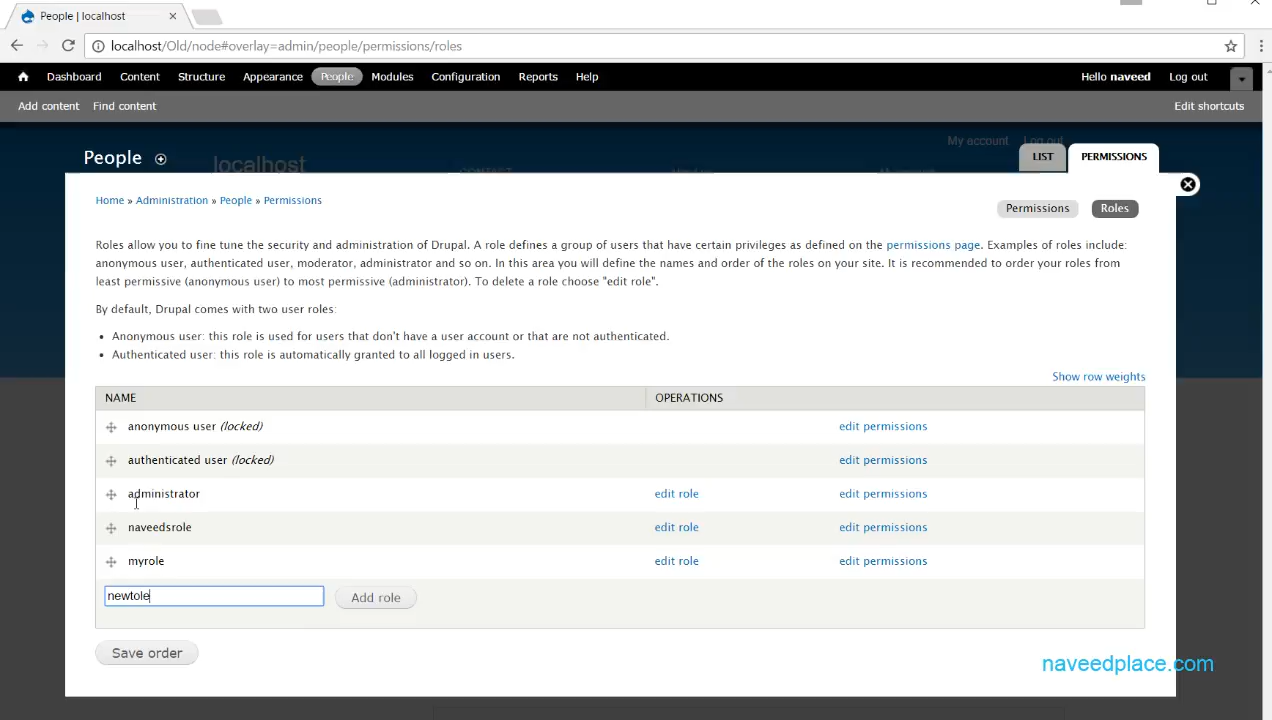 People | localhost
localhost/Old/node#overlay=admin/people/permissions/roles
Dashboard Content Structure Appearance People Modules Configuration Reports Help Hello naveed Log out
Add content Find content Edit shortcuts
My account Log out
People localhost LIST PERMISSIONS
Home » Administration » People » Permissions
Permissions Roles
Roles allow you to fine tune the security and administration of Drupal. A role defines a group of users that have certain privileges as defined on the permissions page. Examples of roles include:
anonymous user, authenticated user, moderator, administrator and so on. In this area you will define the names and order of the roles on your site. It is recommended to order your roles from
least permissive (anonymous user) to most permissive (administrator). To delete a role choose "edit role".
By default, Drupal comes with two user roles:
• Anonymous user: this role is used for users that don't have a user account or that are not authenticated.
• Authenticated user: this role is automatically granted to all logged in users.
Show row weights
NAME OPERATIONS
anonymous user (locked) edit permissions
authenticated user (locked) edit permissions
administrator edit role edit permissions
naveedsrole edit role edit permissions
myrole edit role edit permissions
newtole Add role
Save order
naveedplace.com